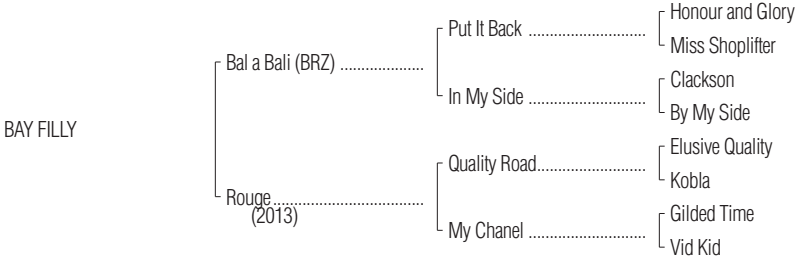 Honour and Glory
Put It Back ............................
Miss Shoplifter
Bal a Bali (BRZ) ....................
Clackson
In My Side ............................
By My Side
BAY FILLY
Elusive Quality
Quality Road..........................
Kobla
Rouge....................................
(2013)
Gilded Time
My Chanel ............................
Vid Kid